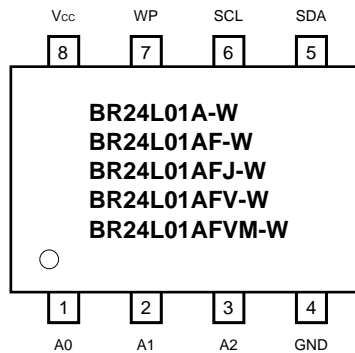 Vcc WP SCL SDA
8 7 6 5
BR24L01A-W
BR24L01AF-W
BR24L01AFJ-W
BR24L01AFV-W
BR24L01AFVM-W
1 2 3 4
A0 A1 A2 GND